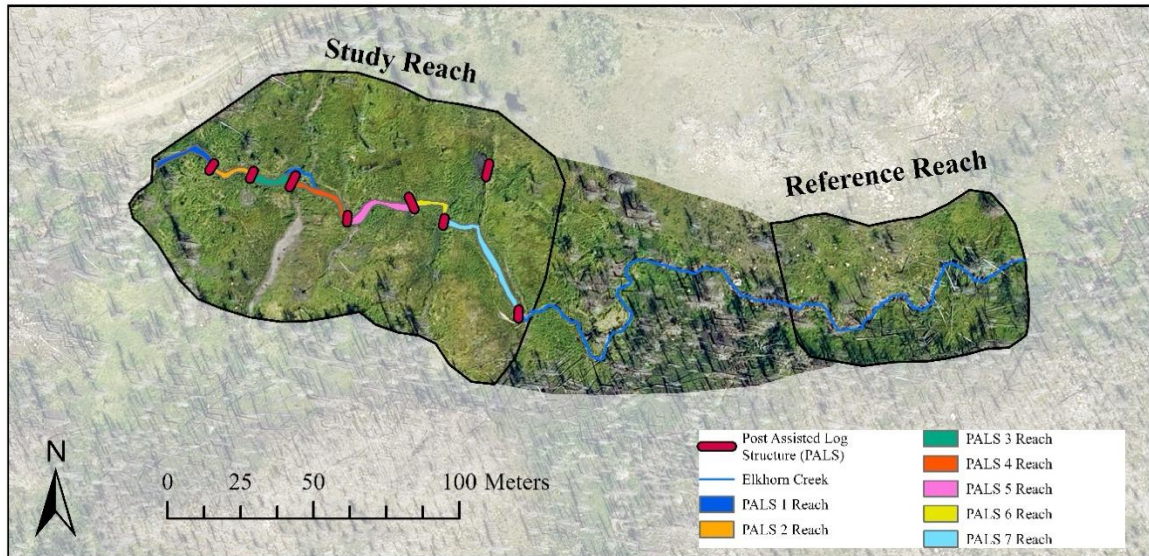 Study Reach
Reference Reach
N
0 25 50 100 Meters
Post Assisted Log
Structure (PALS)
Elkhorn Creek
PALS 1 Reach
PALS 2 Reach
PALS 3 Reach
PALS 4 Reach
PALS 5 Reach
PALS 6 Reach
PALS 7 Reach